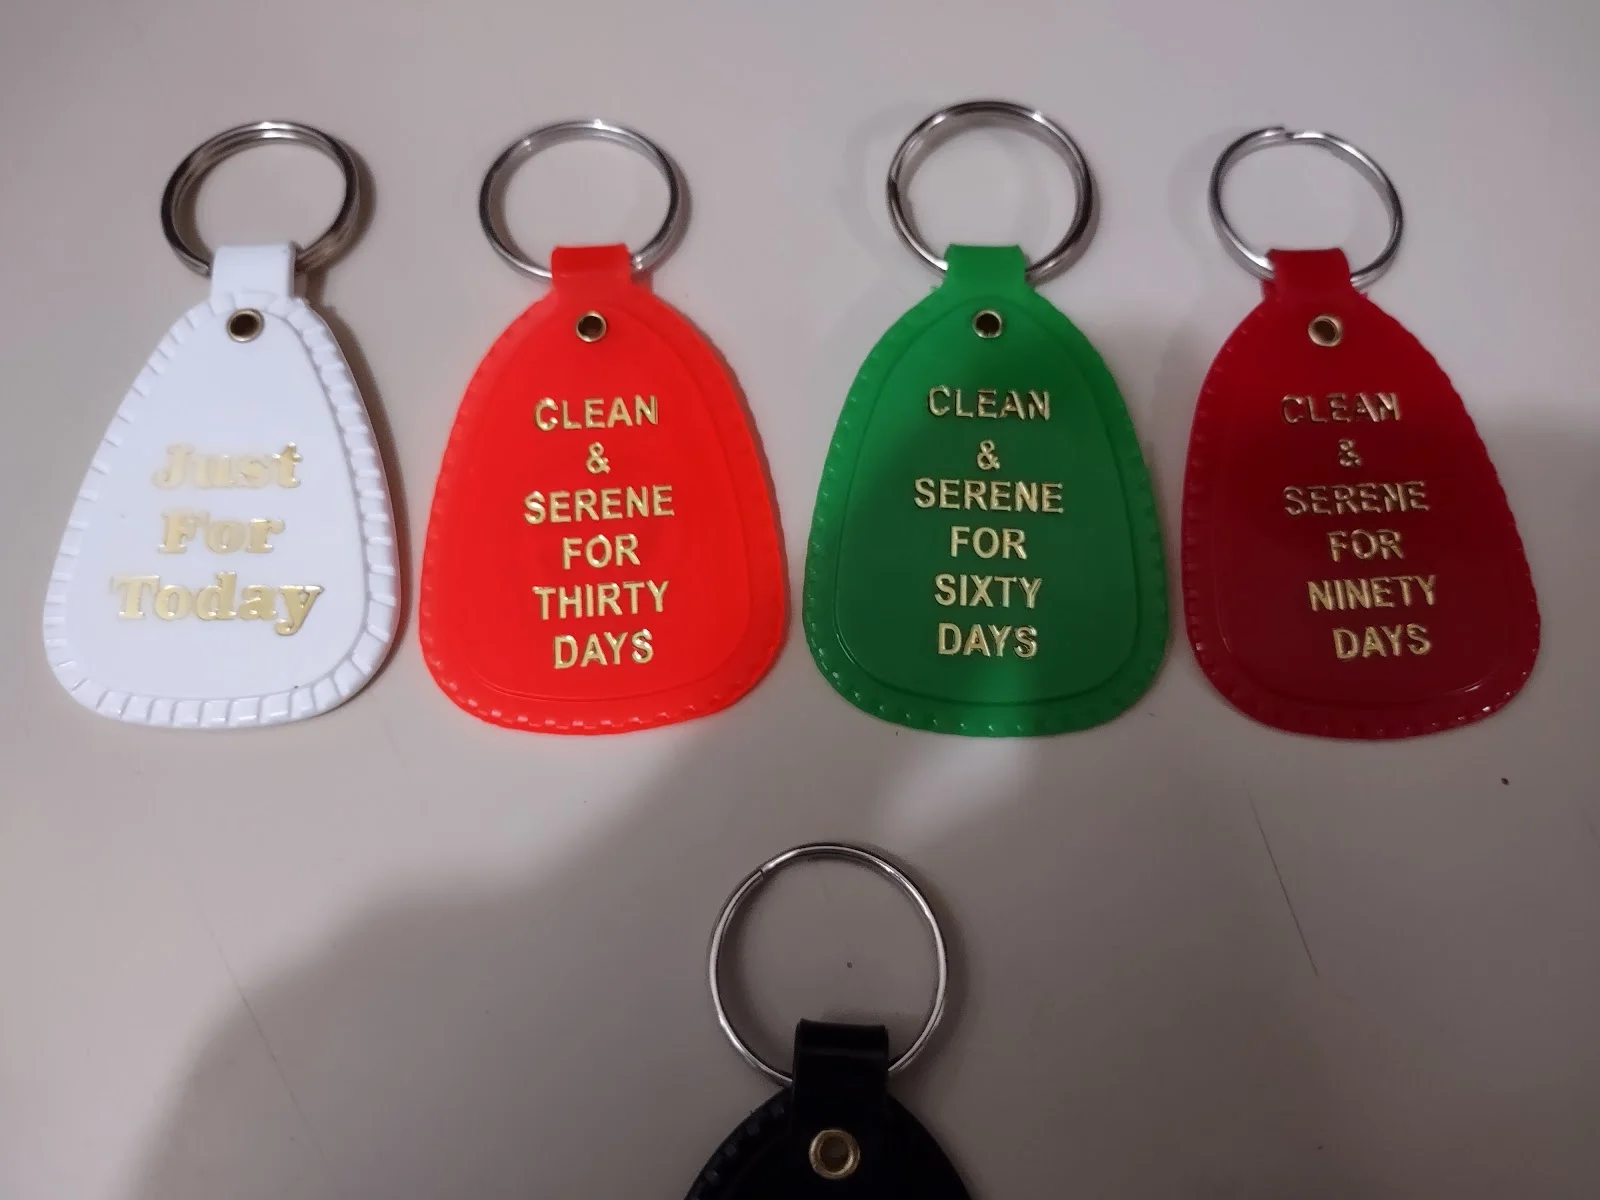 Just
For
Today
CLEAN
&
SERENE
FOR
THIRTY
DAYS
CLEAN
&
SERENE
FOR
SIXTY
DAYS
CLEAN
&
SERENE
FOR
NINETY
DAYS